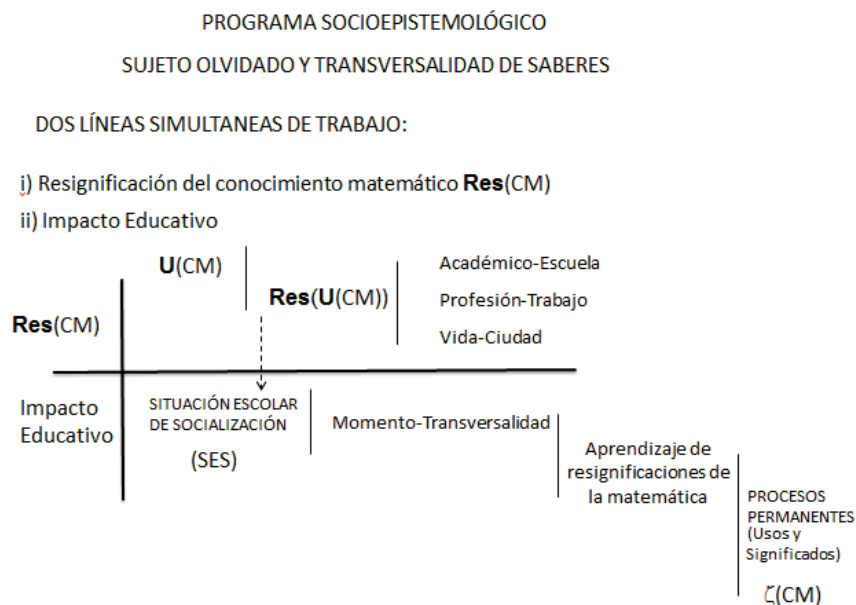 PROGRAMA SOCIOEPISTEMOLÓGICO
SUJETO OLVIDADO Y TRANSVERSALIDAD DE SABERES
DOS LÍNEAS SIMULTANEAS DE TRABAJO:
i) Resignificación del conocimiento matemático Res(CM)
ii) Impacto Educativo
Res(CM)
U(CM)
Res(U(CM))
Académico-Escuela
Profesión-Trabajo
Vida-Ciudad
Impacto
Educativo
SITUACIÓN ESCOLAR
DE SOCIALIZACIÓN
(SES)
Momento-Transversalidad
Aprendizaje de
resignificaciones de
la matemática
PROCESOS
PERMANENTES
(Usos y
Significados)
ζ(CM)